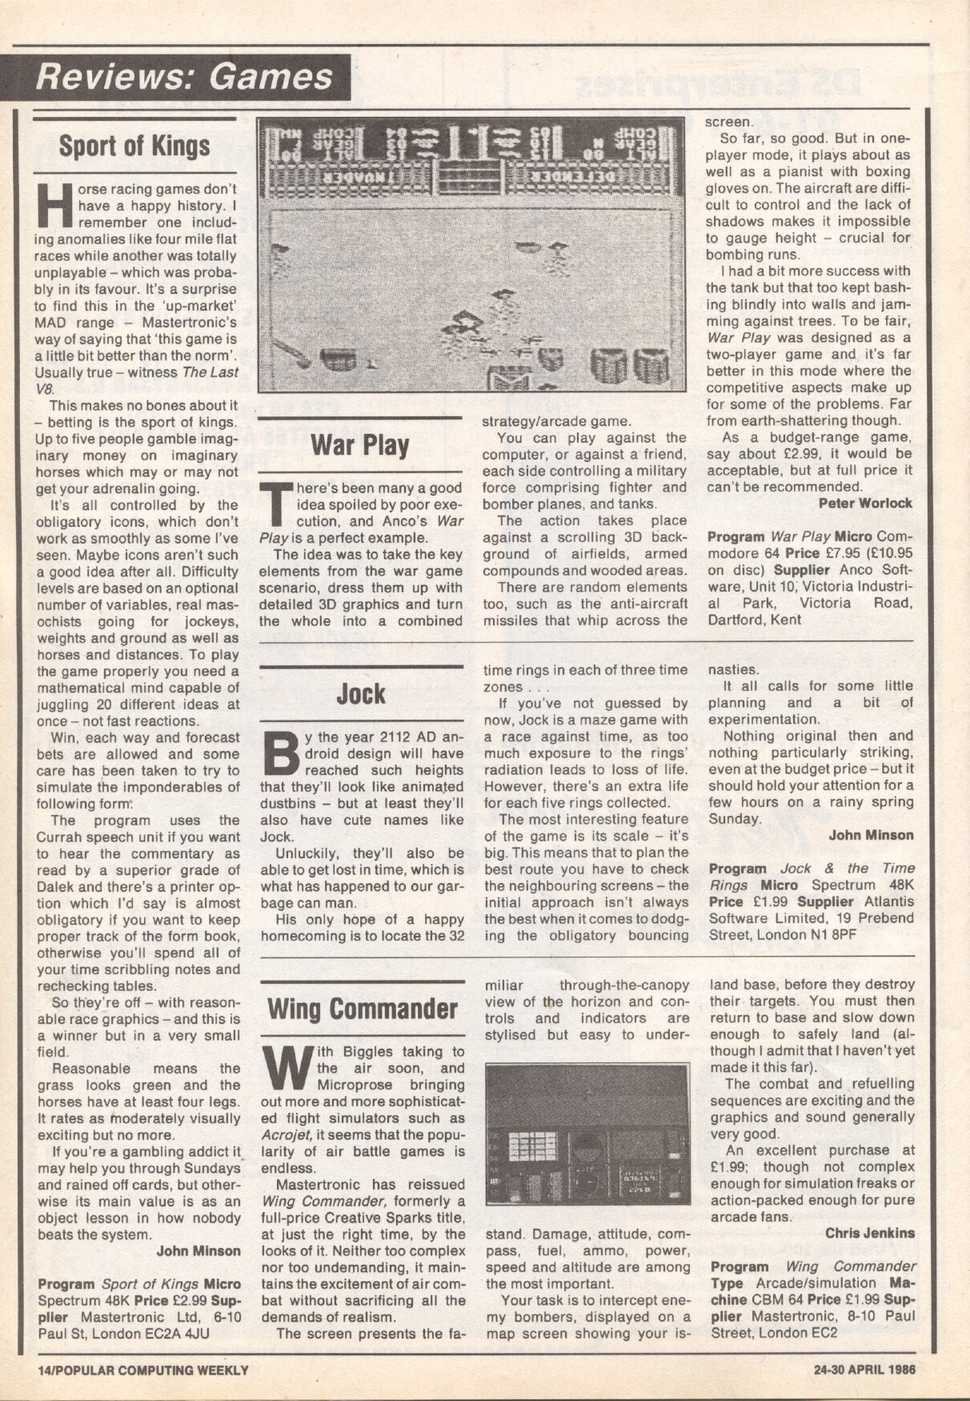 Reviews: Games
Sport of Kings
Horse racing games don't
have a happy history. I
remember one includ-
ing anomalies like four mile flat
races while another was totally
unplayable – which was proba-
bly in its favour. It's a surprise
to find this in the 'up-market'
MAD range – Mastertronic's
way of saying that 'this game is
a little bit better than the norm'.
Usually true – witness The Last
V8.
This makes no bones about it
– betting is the sport of kings.
Up to five people gamble imag-
inary money on imaginary
horses which may or may not
get your adrenalin going.
It's all controlled by the
obligatory icons, which don't
work as smoothly as some I've
seen. Maybe icons aren't such
a good idea after all. Difficulty
levels are based on an optional
number of variables, real mas-
ochists going for jockeys,
weights and ground as well as
horses and distances. To play
the game properly you need a
mathematical mind capable of
juggling 20 different ideas at
once – not fast reactions.
Win, each way and forecast
bets are allowed and some
care has been taken to try to
simulate the imponderables of
following form.
The program uses the
Currah speech unit if you want
to hear the commentary as
read by a superior grade of
Dalek and there's a printer op-
tion which I'd say is almost
obligatory if you want to keep
proper track of the form book,
otherwise you'll spend all of
your time scribbling notes and
rechecking tables.
So they're off – with reason-
able race graphics – and this is
a winner but in a very small
field.
Reasonable means the
grass looks green and the
horses have at least four legs.
It rates as moderately visually
exciting but no more.
If you're a gambling addict it
may help you through Sundays
and rained off cards, but other-
wise its main value is as an
object lesson in how nobody
beats the system.
John Minson
Program Sport of Kings Micro
Spectrum 48K Price £2.99 Sup-
plier Mastertronic Ltd, 6-10
Paul St, London EC2A 4JU
INVADER
DEFENDER
War Play
There's been many a good
idea spoiled by poor exe-
cution, and Anco's War
Play is a perfect example.
The idea was to take the key
elements from the war game
scenario, dress them up with
detailed 3D graphics and turn
the whole into a combined
strategy/arcade game.
You can play against the
computer, or against a friend,
each side controlling a military
force comprising fighter and
bomber planes, and tanks.
The action takes place
against a scrolling 3D back-
ground of airfields, armed
compounds and wooded areas.
There are random elements
too, such as the anti-aircraft
missiles that whip across the
screen.
So far, so good. But in one-
player mode, it plays about as
well as a pianist with boxing
gloves on. The aircraft are diffi-
cult to control and the lack of
shadows makes it impossible
to gauge height – crucial for
bombing runs.
I had a bit more success with
the tank but that too kept bash-
ing blindly into walls and jam-
ming against trees. To be fair,
War Play was designed as a
two-player game and it's far
better in this mode where the
competitive aspects make up
for some of the problems. Far
from earth-shattering though.
As a budget-range game,
say about £2.99, it would be
acceptable, but at full price it
can't be recommended.
Peter Worlock
Program War Play Micro Com-
modore 64 Price £7.95 (£10.95
on disc) Supplier Anco Soft-
ware, Unit 10, Victoria Industri-
al Park, Victoria Road,
Dartford, Kent
Jock
By the year 2112 AD an-
droid design will have
reached such heights
that they'll look like animated
dustbins – but at least they'll
also have cute names like
Jock.
Unluckily, they'll also be
able to get lost in time, which is
what has happened to our gar-
bage can man.
His only hope of a happy
homecoming is to locate the 32
time rings in each of three time
zones . . .
If you've not guessed by
now, Jock is a maze game with
a race against time, as too
much exposure to the rings'
radiation leads to loss of life.
However, there's an extra life
for each five rings collected.
The most interesting feature
of the game is its scale – it's
big. This means that to plan the
best route you have to check
the neighbouring screens – the
initial approach isn't always
the best when it comes to dodg-
ing the obligatory bouncing
nasties.
It all calls for some little
planning and a bit of
experimentation.
Nothing original then and
nothing particularly striking,
even at the budget price – but it
should hold your attention for a
few hours on a rainy spring
Sunday.
John Minson
Program Jock & the Time
Rings Micro Spectrum 48K
Price £1.99 Supplier Atlantis
Software Limited, 19 Prebend
Street, London N1 8PF
Wing Commander
With Biggles taking to
the air soon, and
Microprose bringing
out more and more sophisticat-
ed flight simulators such as
Acrojet, it seems that the popu-
larity of air battle games is
endless.
Mastertronic has reissued
Wing Commander, formerly a
full-price Creative Sparks title,
at just the right time, by the
looks of it. Neither too complex
nor too undemanding, it main-
tains the excitement of air com-
bat without sacrificing all the
demands of realism.
The screen presents the fa-
miliar through-the-canopy
view of the horizon and con-
trols and indicators are
stylised but easy to under-
stand. Damage, attitude, com-
pass, fuel, ammo, power,
speed and altitude are among
the most important.
Your task is to intercept ene-
my bombers, displayed on a
map screen showing your is-
land base, before they destroy
their targets. You must then
return to base and slow down
enough to safely land (al-
though I admit that I haven't yet
made it this far).
The combat and refuelling
sequences are exciting and the
graphics and sound generally
very good.
An excellent purchase at
£1.99; though not complex
enough for simulation freaks or
action-packed enough for pure
arcade fans.
Chris Jenkins
Program Wing Commander
Type Arcade/simulation Ma-
chine CBM 64 Price £1.99 Sup-
plier Mastertronic, 8-10 Paul
Street, London EC2
14/POPULAR COMPUTING WEEKLY
24-30 APRIL 1986